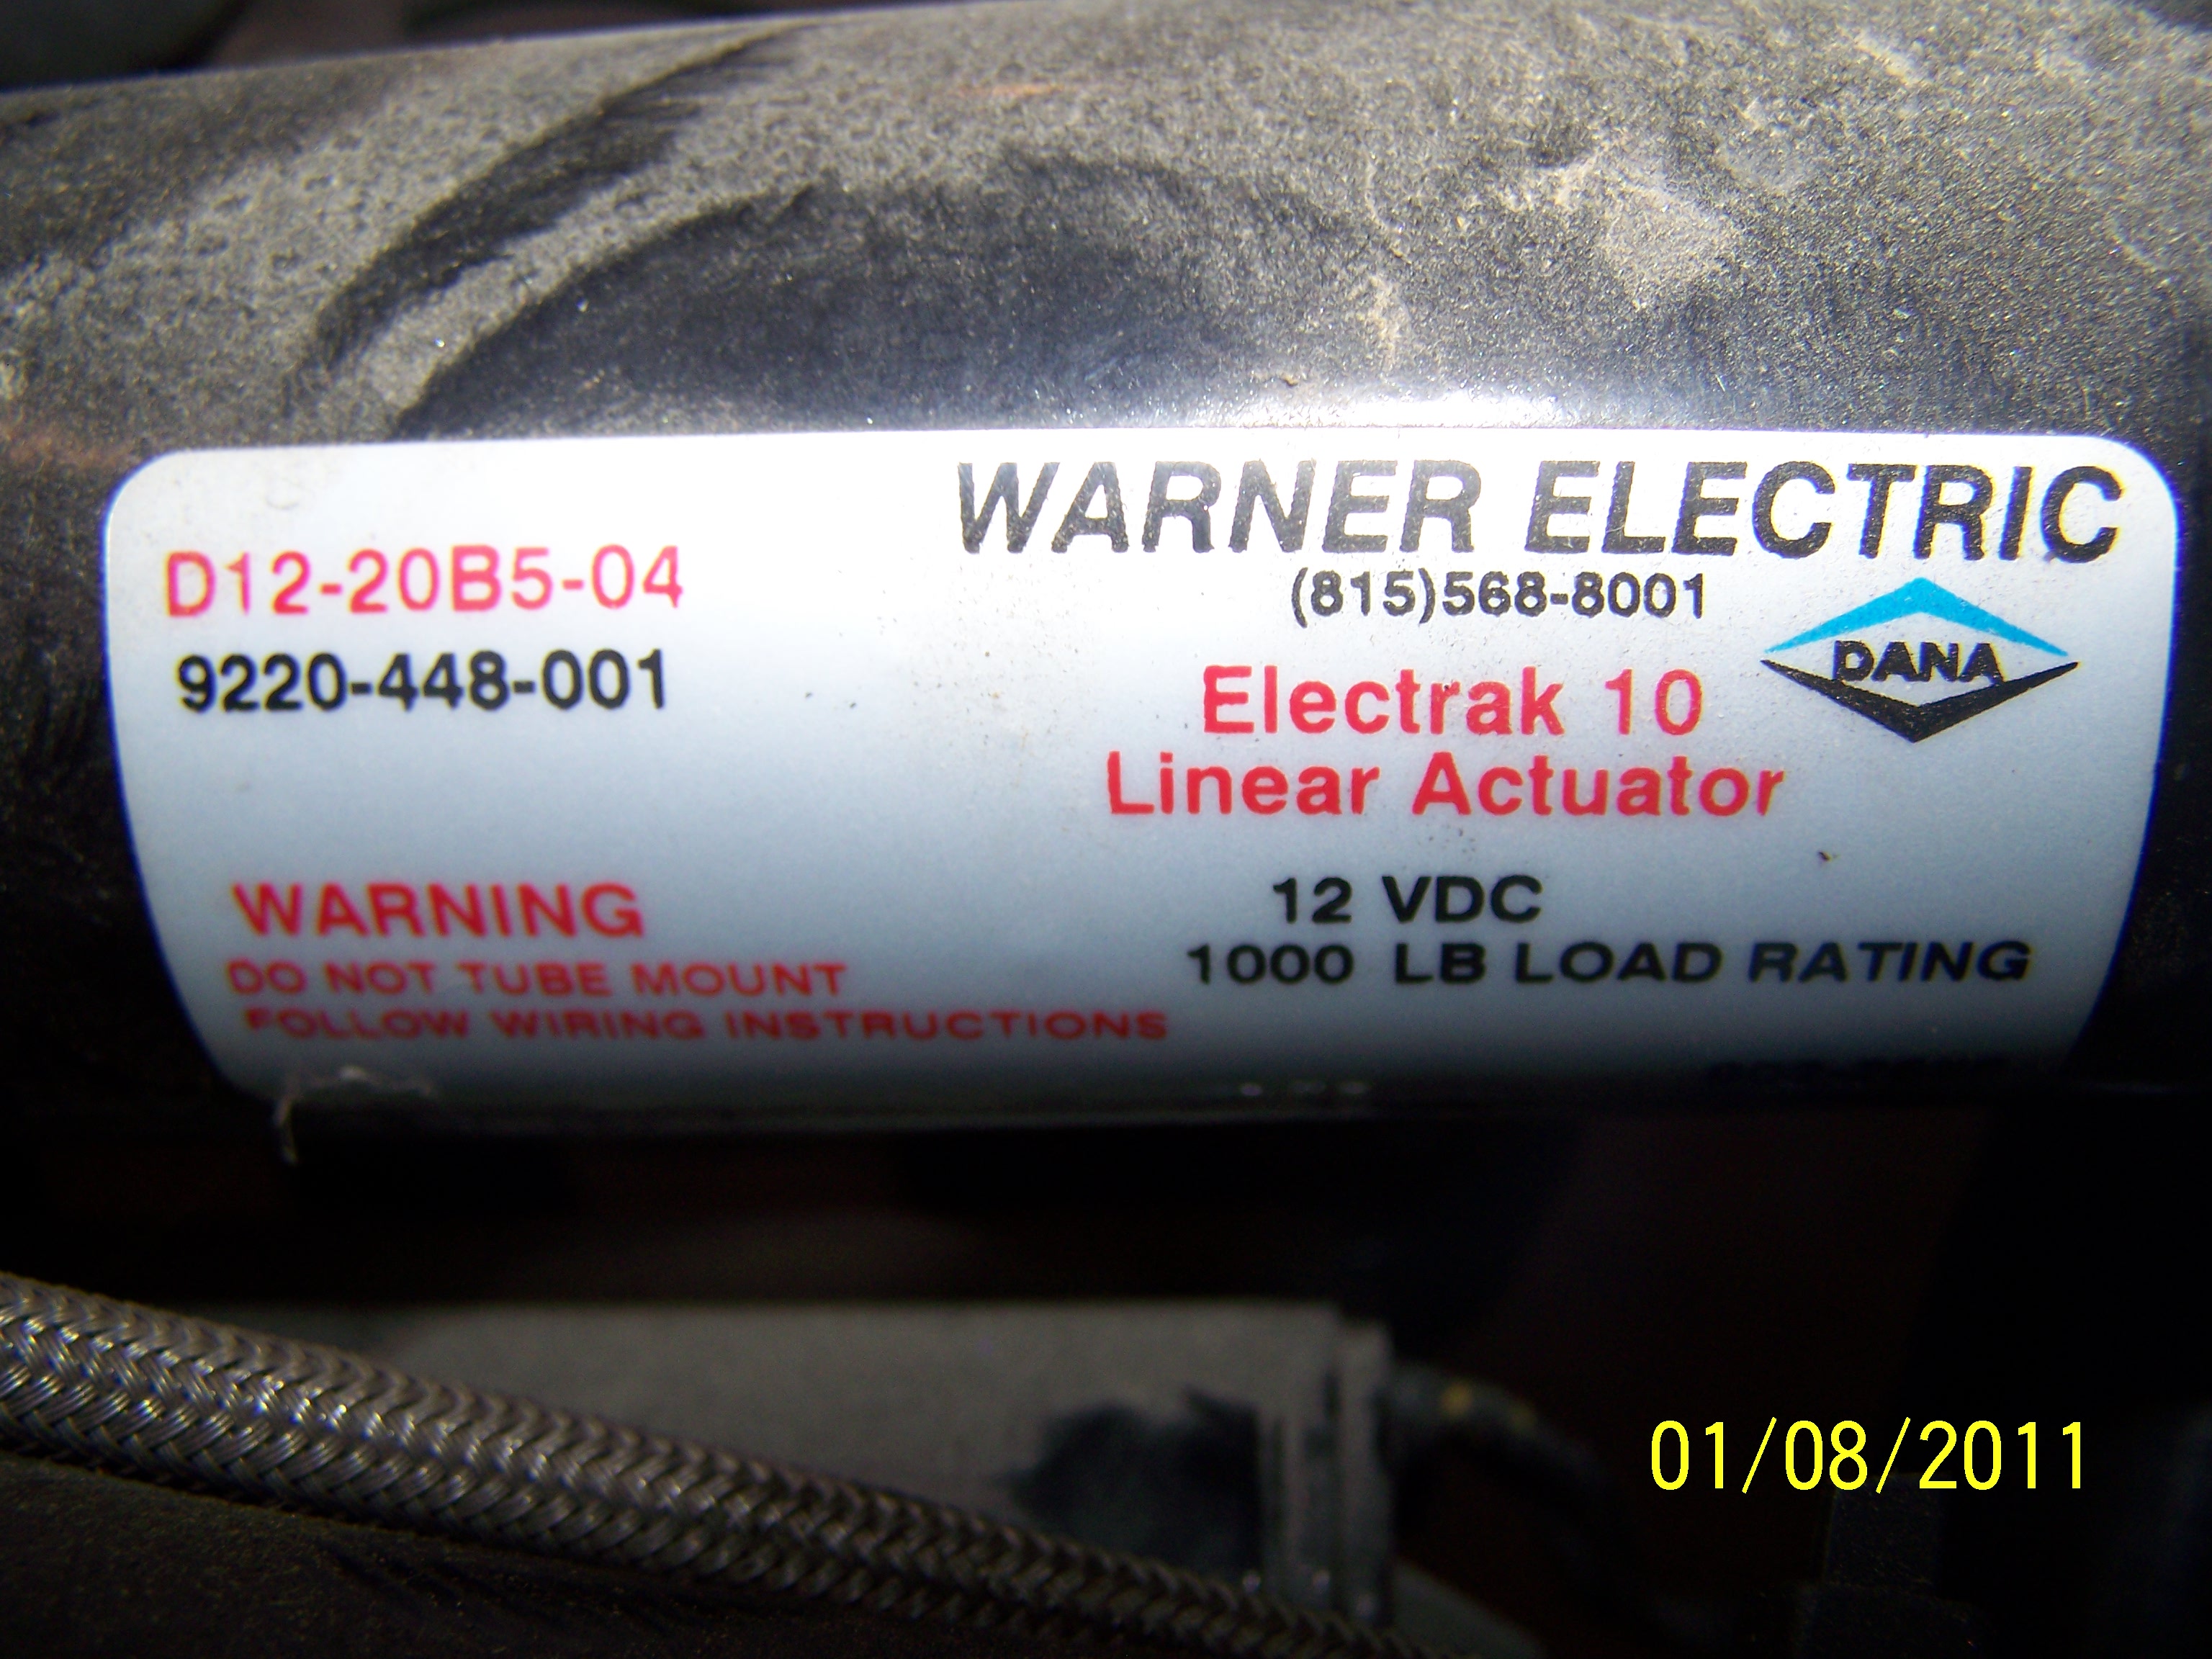 WARNER ELECTRIC
(815)568-8001
DANA
D12-20B5-04
9220-448-001
Electrak 10
Linear Actuator
WARNING
DO NOT TUBE MOUNT
FOLLOW WIRING INSTRUCTIONS
12 VDC
1000 LB LOAD RATING
01/08/2011